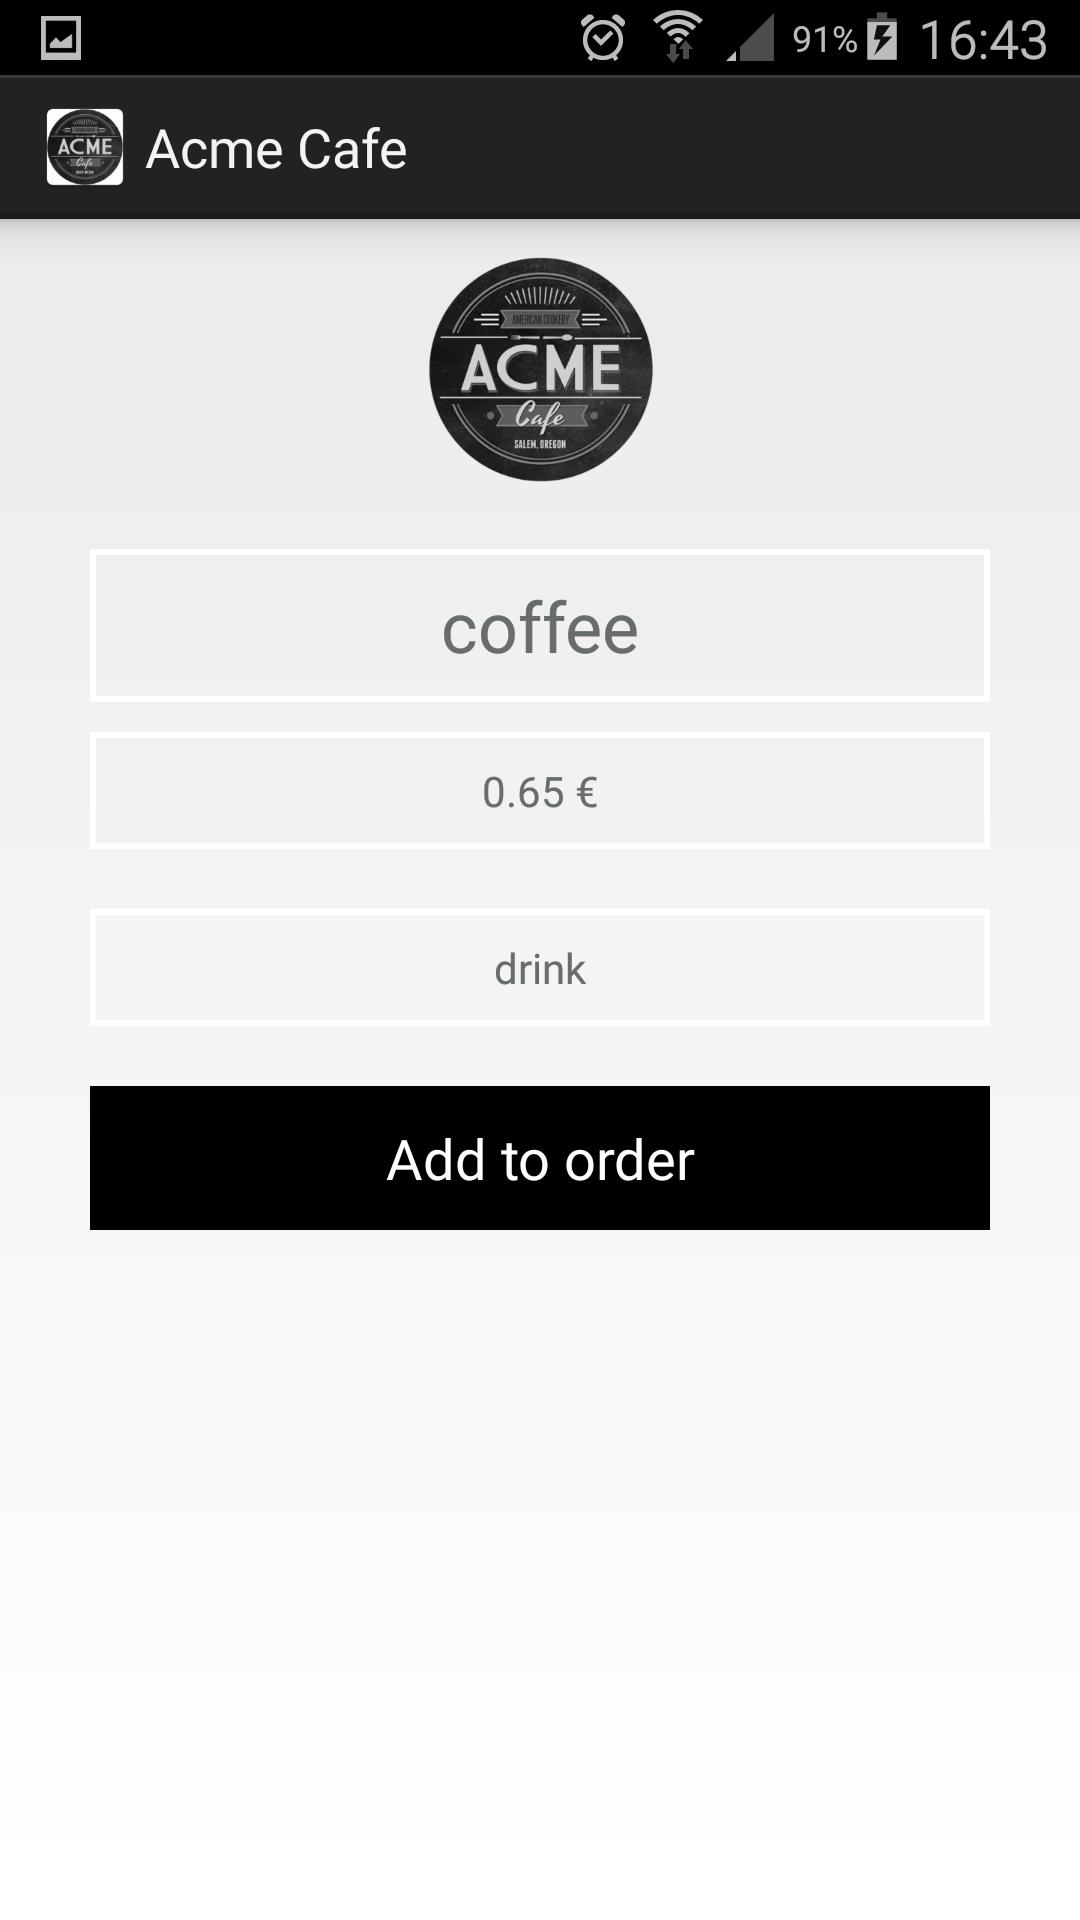 91% 16:43
ACME Cafe Acme Cafe
AMERICAN COOKERY
ACME
Cafe
SALEM, OREGON
coffee
0.65 €
drink
Add to order